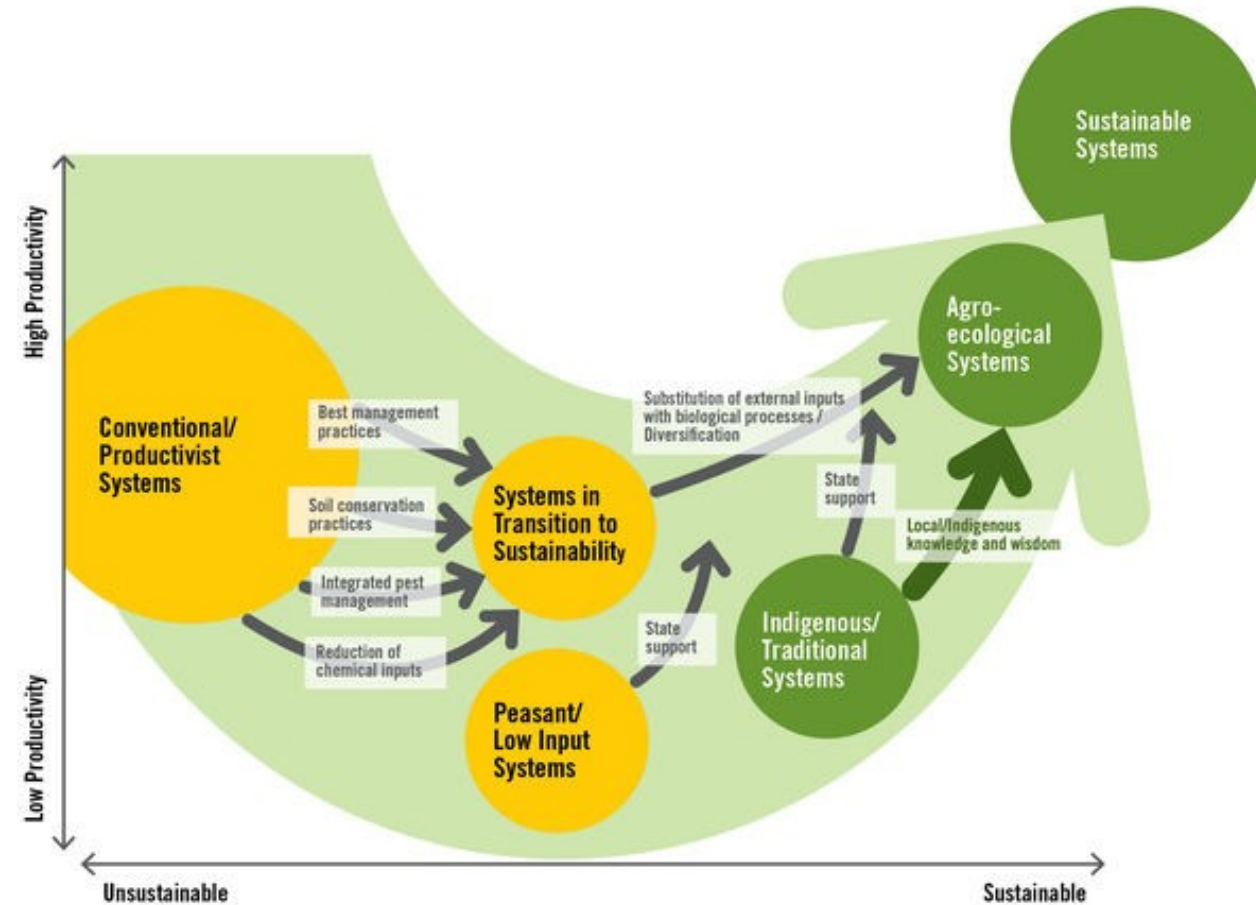 Sustainable
Systems
High Productivity
Agro-
ecological
Systems
Best management
practices
Substitution of external inputs
with biological processes /
Diversification
Conventional/
Productivist
Systems
State
support
Soil conservation
practices
Systems in
Transition to
Sustainability
Local/Indigenous
knowledge and wisdom
Integrated pest
management
Reduction of
chemical inputs
State
support
Indigenous/
Traditional
Systems
Peasant/
Low Input
Systems
Low Productivity
Unsustainable
Sustainable